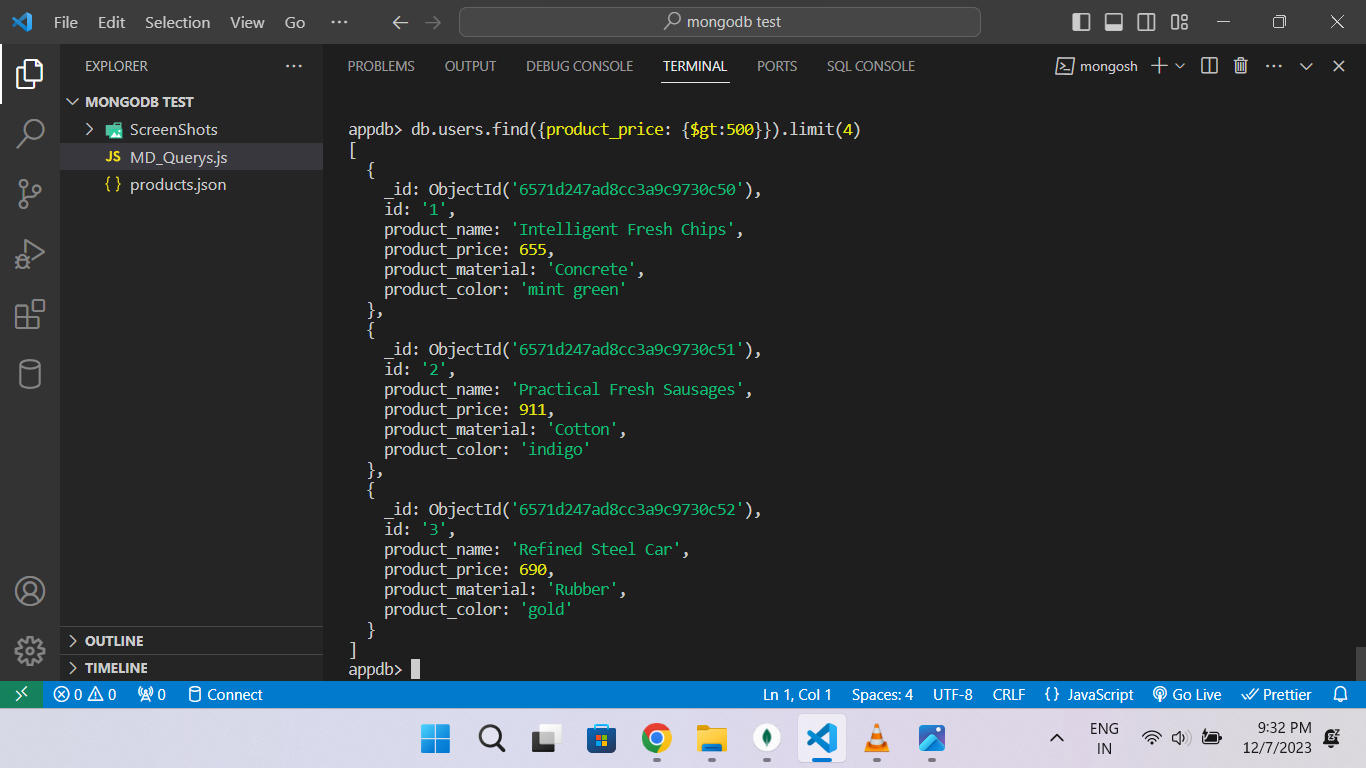 File Edit Selection View Go ··· mongodb test
EXPLORER ···
MONGODB TEST
ScreenShots
JS MD_Querys.js
{ } products.json
OUTLINE
TIMELINE
PROBLEMS OUTPUT DEBUG CONSOLE TERMINAL PORTS SQL CONSOLE mongosh
appdb> db.users.find({product_price: {$gt:500}}).limit(4)
[
  {
    _id: ObjectId('6571d247ad8cc3a9c9730c50'),
    id: '1',
    product_name: 'Intelligent Fresh Chips',
    product_price: 655,
    product_material: 'Concrete',
    product_color: 'mint green'
  },
  {
    _id: ObjectId('6571d247ad8cc3a9c9730c51'),
    id: '2',
    product_name: 'Practical Fresh Sausages',
    product_price: 911,
    product_material: 'Cotton',
    product_color: 'indigo'
  },
  {
    _id: ObjectId('6571d247ad8cc3a9c9730c52'),
    id: '3',
    product_name: 'Refined Steel Car',
    product_price: 690,
    product_material: 'Rubber',
    product_color: 'gold'
  }
]
appdb>
0 0 0 Connect Ln 1, Col 1 Spaces: 4 UTF-8 CRLF { } JavaScript Go Live Prettier
ENG
IN
9:32 PM
12/7/2023